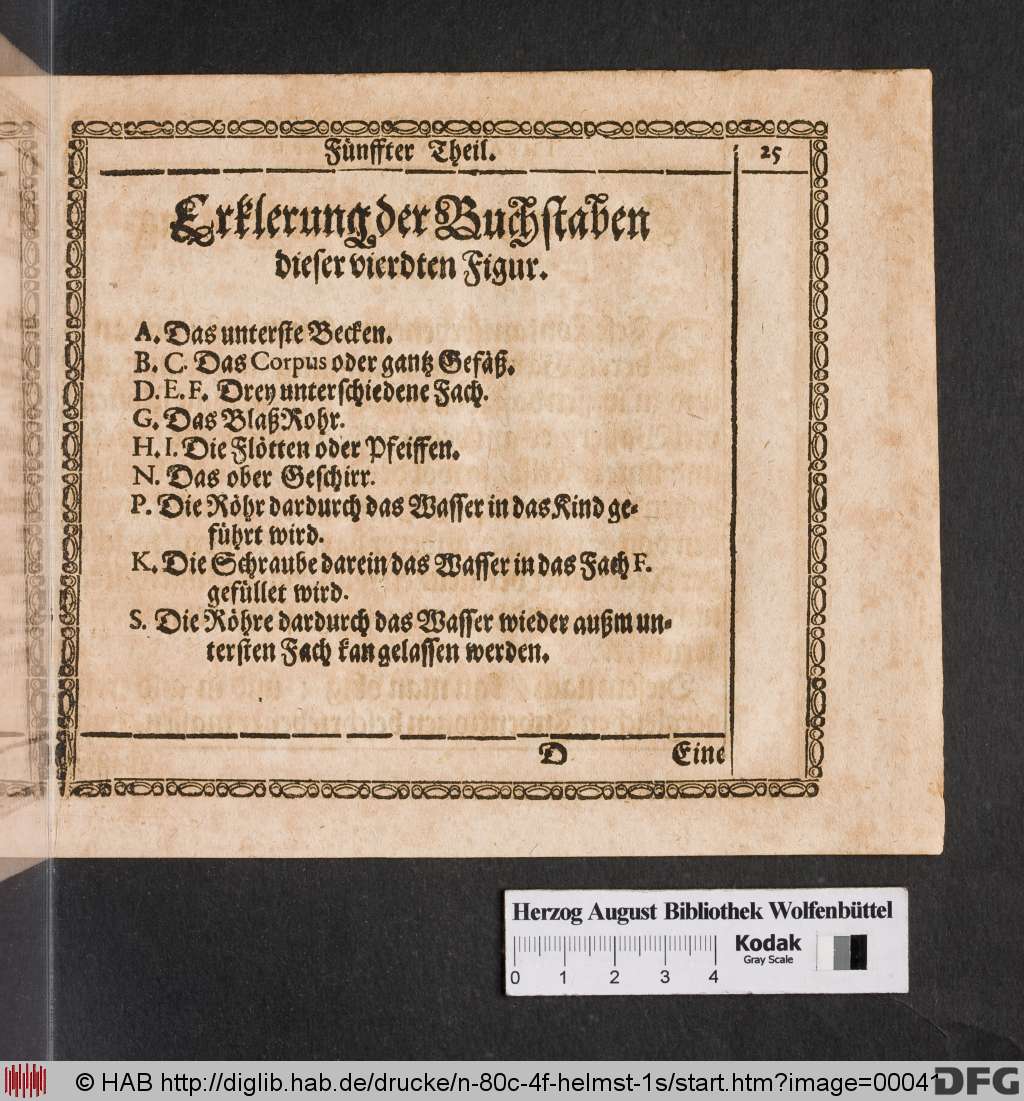 Fünffter Theil. 25
Erklerung der Buchstaben
dieser vierdten Figur.
A. Das unterste Becken.
B. C. Das Corpus oder gantz Gefäß.
D. E. F. Drey unterschiedene Fach.
G. Das BlaßRohr.
H. I. Die Flötten oder Pfeiffen.
N. Das ober Geschirr.
P. Die Röhr dardurch das Wasser in das Kind ge-
führt wird.
K. Die Schraube darein das Wasser in das Fach F.
gefüllet wird.
S. Die Röhre dardurch das Wasser wieder außm un-
tersten Fach kan gelassen werden.
D Eine
Herzog August Bibliothek Wolfenbüttel
Kodak
Gray Scale
0 1 2 3 4
© HAB http://diglib.hab.de/drucke/n-80c-4f-helmst-1s/start.htm?image=00041
DFG